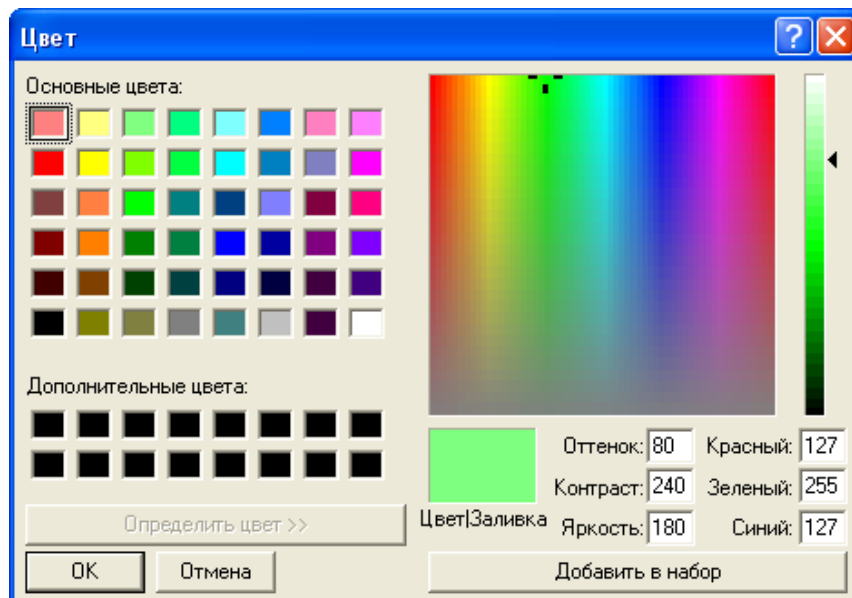 Цвет
Основные цвета:
Дополнительные цвета:
Определить цвет >>
OK Отмена
Цвет|Заливка
Оттенок: 80 Красный: 127
Контраст: 240 Зеленый: 255
Яркость: 180 Синий: 127
Добавить в набор